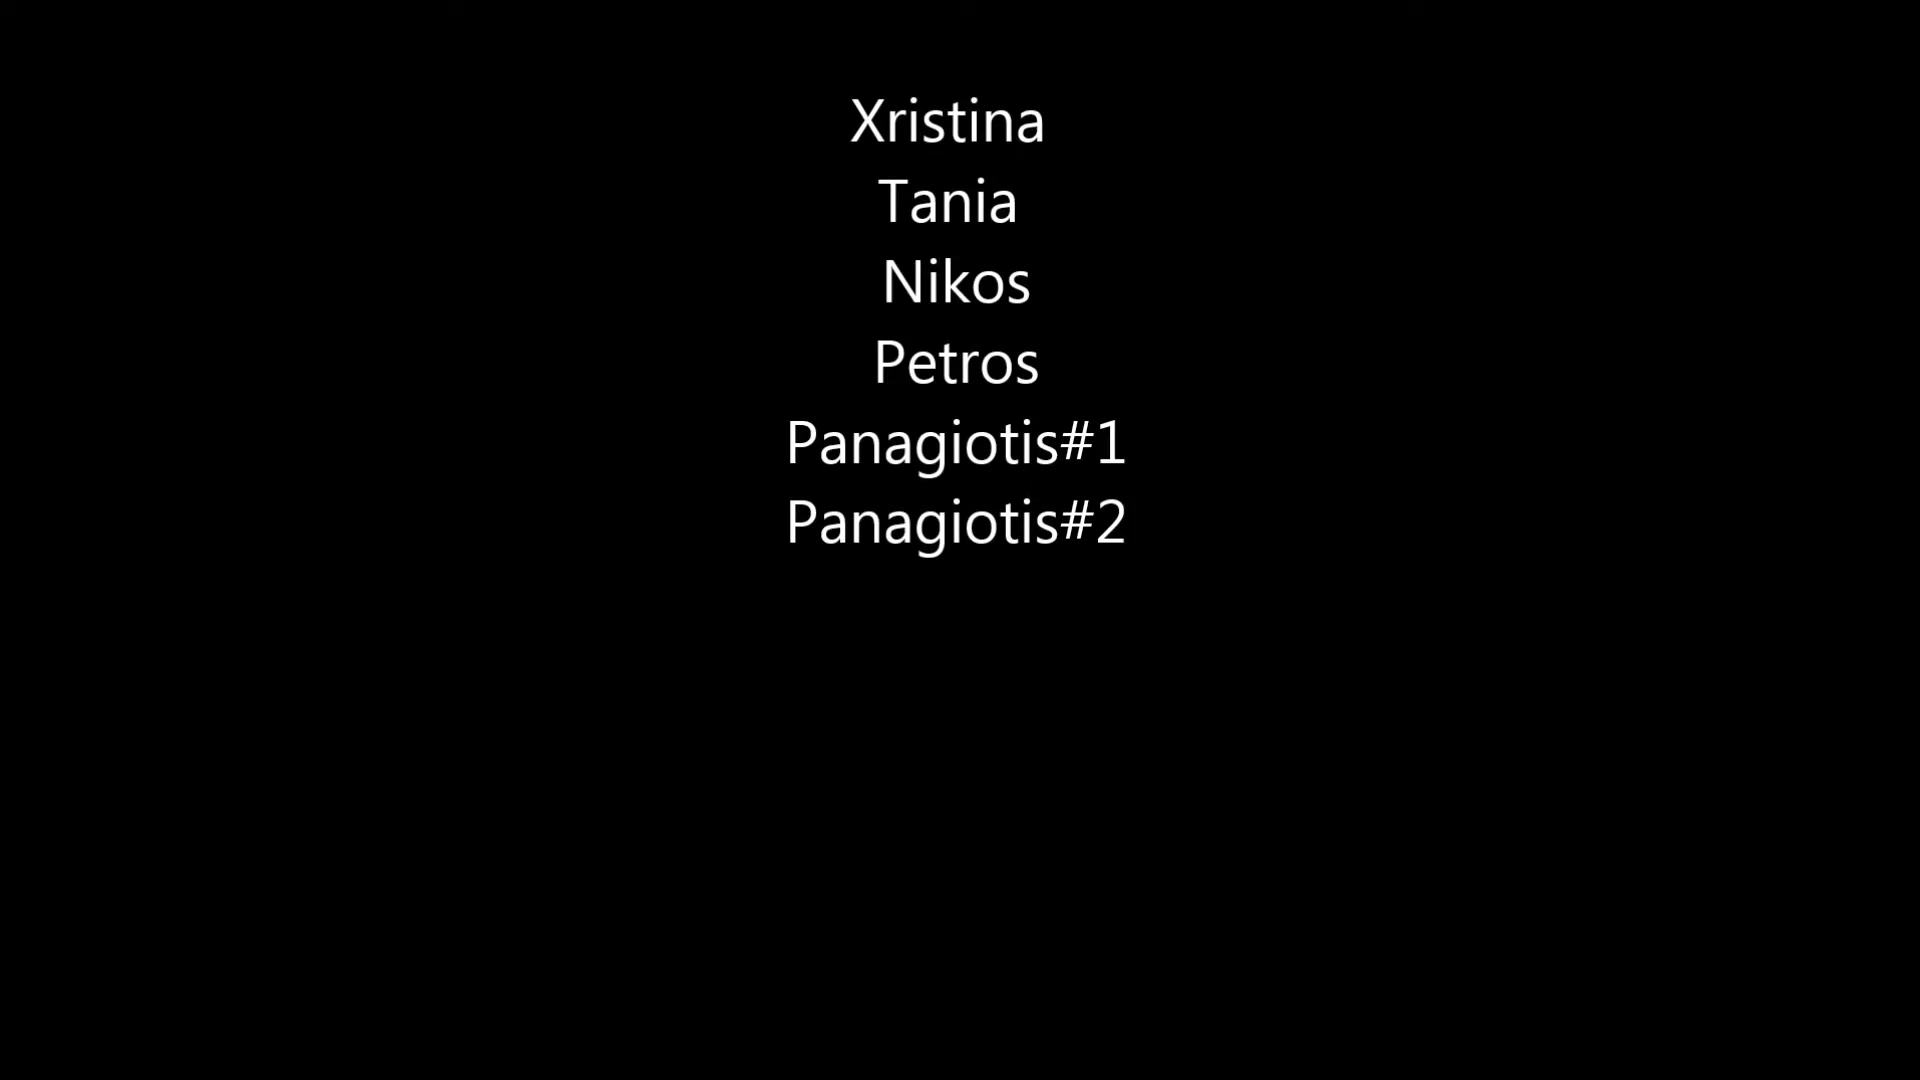 Xristina
Tania
Nikos
Petros
Panagiotis#1
Panagiotis#2